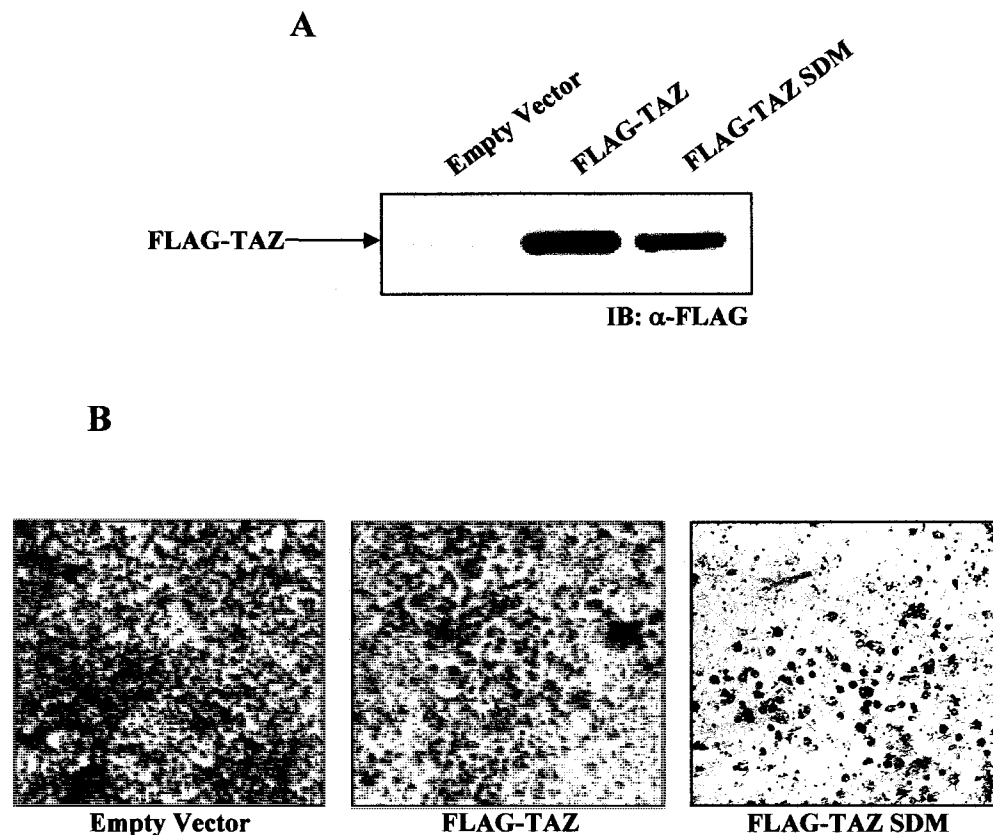 A
Empty Vector
FLAG-TAZ
FLAG-TAZ SDM
FLAG-TAZ
IB: α-FLAG
B
Empty Vector
FLAG-TAZ
FLAG-TAZ SDM